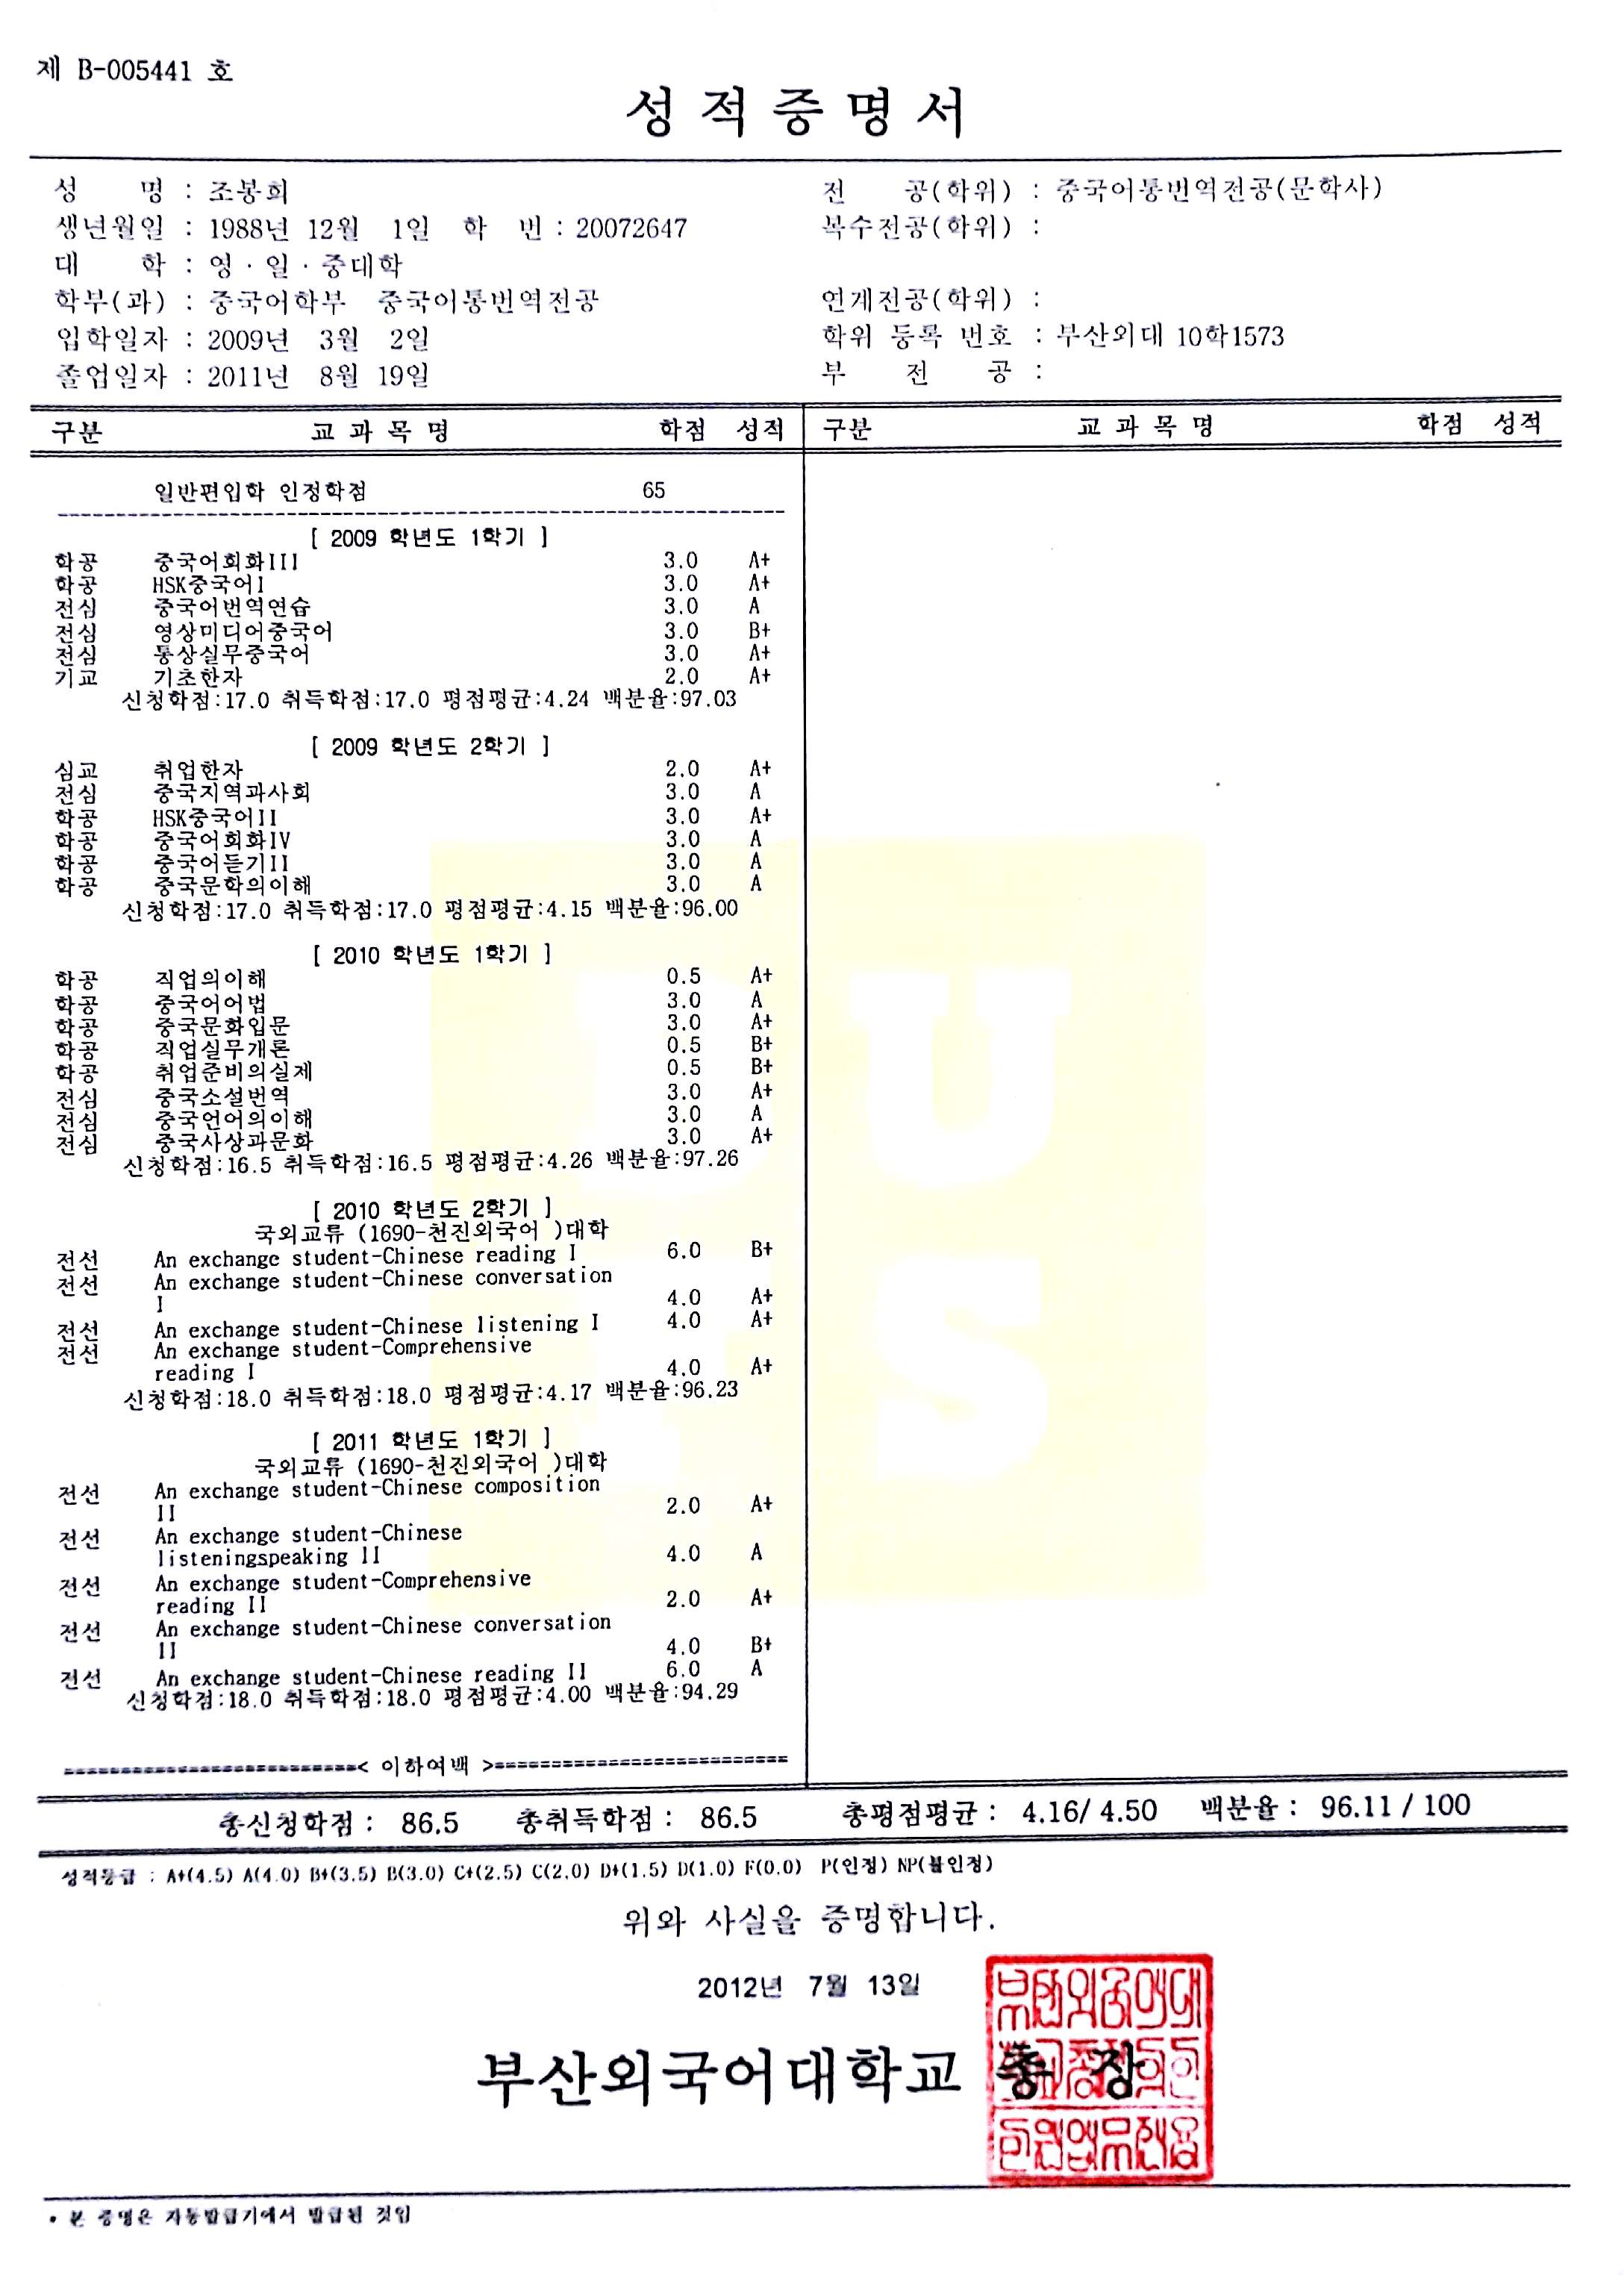 제 B-005441 호
성 적 증 명 서
성 명 : 조봉희
전 공(학위) : 중국어통번역전공(문학사)
생년월일 : 1988년 12월 1일 학 번 : 20072647
복수전공(학위) :
대 학 : 영·일·중대학
학부(과) : 중국어학부 중국어통번역전공
연계전공(학위) :
입학일자 : 2009년 3월 2일
학위 등록 번호 : 부산외대 10학1573
졸업일자 : 2011년 8월 19일
부 전 공 :
구분 교 과 목 명 학점 성적 구분 교 과 목 명 학점 성적
일반편입학 인정학점 65
[ 2009 학년도 1학기 ]
학공 중국어회화III 3.0 A+
학공 HSK중국어I 3.0 A+
전심 중국어번역연습 3.0 A
전심 영상미디어중국어 3.0 B+
전심 통상실무중국어 3.0 A+
기교 기초한자 2.0 A+
신청학점:17.0 취득학점:17.0 평점평균:4.24 백분율:97.03
[ 2009 학년도 2학기 ]
심교 취업한자 2.0 A+
전심 중국지역과사회 3.0 A
학공 HSK중국어II 3.0 A+
학공 중국어회화IV 3.0 A
학공 중국어듣기II 3.0 A
학공 중국문학의이해 3.0 A
신청학점:17.0 취득학점:17.0 평점평균:4.15 백분율:96.00
[ 2010 학년도 1학기 ]
학공 직업의이해 0.5 A+
학공 중국어어법 3.0 A
학공 중국문화입문 3.0 A+
학공 직업실무개론 0.5 B+
학공 취업준비의실제 0.5 B+
전심 중국소설번역 3.0 A+
전심 중국언어의이해 3.0 A
전심 중국사상과문화 3.0 A+
신청학점:16.5 취득학점:16.5 평점평균:4.26 백분율:97.26
[ 2010 학년도 2학기 ]
국외교류 (1690-천진외국어 )대학
전선 An exchange student-Chinese reading I 6.0 B+
전선 An exchange student-Chinese conversation
I 4.0 A+
전선 An exchange student-Chinese listening I 4.0 A+
전선 An exchange student-Comprehensive
reading I 4.0 A+
신청학점:18.0 취득학점:18.0 평점평균:4.17 백분율:96.23
[ 2011 학년도 1학기 ]
국외교류 (1690-천진외국어 )대학
전선 An exchange student-Chinese composition
II 2.0 A+
전선 An exchange student-Chinese
listeningspeaking II 4.0 A
전선 An exchange student-Comprehensive
reading II 2.0 A+
전선 An exchange student-Chinese conversation
II 4.0 B+
전선 An exchange student-Chinese reading II 6.0 A
신청학점:18.0 취득학점:18.0 평점평균:4.00 백분율:94.29
< 이하여백 >
총신청학점 : 86.5 총취득학점 : 86.5 총평점평균 : 4.16/ 4.50 백분율 : 96.11 / 100
성적등급 : A+(4.5) A(4.0) B+(3.5) B(3.0) C+(2.5) C(2.0) D+(1.5) D(1.0) F(0.0) P(인정) NP(불인정)
위와 사실을 증명합니다.
2012년 7월 13일
부산외국어대학교 총 장
* 본 증명은 자동발급기에서 발급된 것임